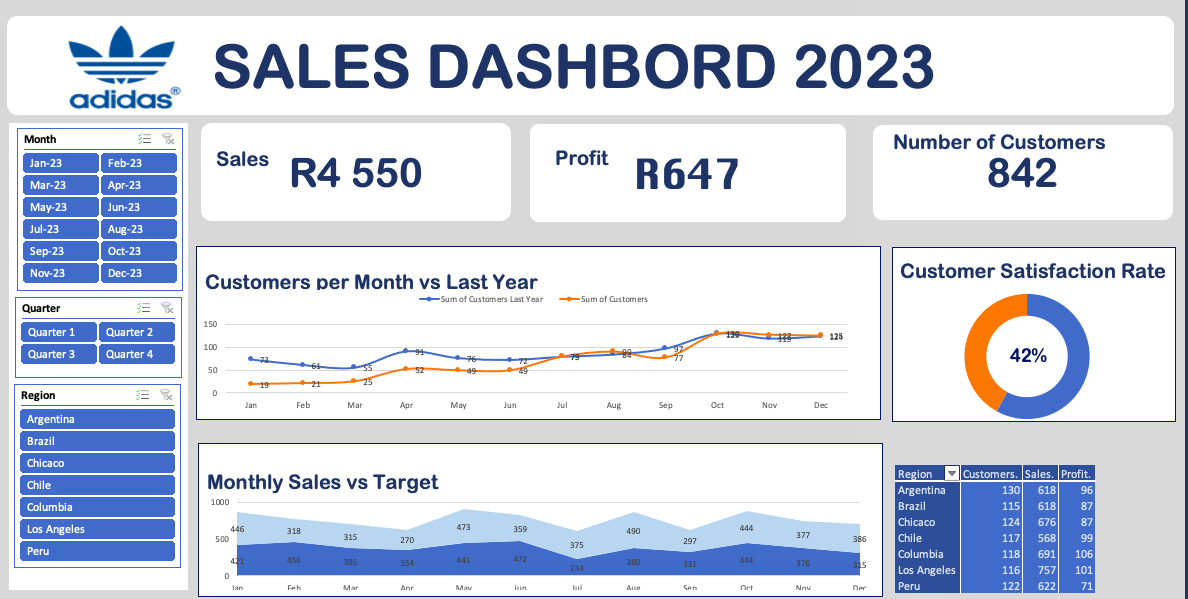 adidas®
SALES DASHBORD 2023
Month
Jan-23 Feb-23
Mar-23 Apr-23
May-23 Jun-23
Jul-23 Aug-23
Sep-23 Oct-23
Nov-23 Dec-23
Quarter
Quarter 1 Quarter 2
Quarter 3 Quarter 4
Region
Argentina
Brazil
Chicaco
Chile
Columbia
Los Angeles
Peru
Sales R4 550
Profit R647
Number of Customers
842
Customers per Month vs Last Year
Sum of Customers Last Year Sum of Customers
150
100
50
0
73 61 55 91 76 72 79 84 97 119
19 21 25 52 49 49 79 90 77 127
Jan Feb Mar Apr May Jun Jul Aug Sep Oct Nov Dec
Customer Satisfaction Rate
42%
Monthly Sales vs Target
1000
500
0
446 318 315 270 473 359 375 490 297 444 377 386
421 456 385 354 441 472 234 380 331 444 376 315
Jan Feb Mar Apr May Jun Jul Aug Sep Oct Nov Dec
Region Customers. Sales. Profit.
Argentina 130 618 96
Brazil 115 618 87
Chicaco 124 676 87
Chile 117 568 99
Columbia 118 691 106
Los Angeles 116 757 101
Peru 122 622 71